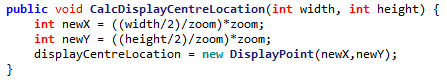 public void CalcDisplayCentreLocation(int width, int height) {
    int newX = ((width/2)/zoom)*zoom;
    int newY = ((height/2)/zoom)*zoom;
    displayCentreLocation = new DisplayPoint(newX,newY);
}